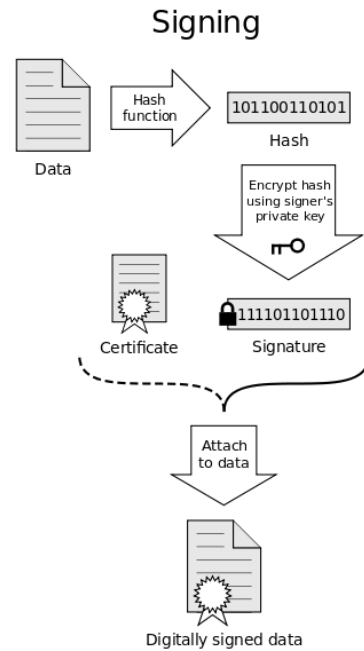 Signing
Hash
function
101100110101
Data
Hash
Encrypt hash
using signer's
private key
111101101110
Certificate
Signature
Attach
to data
Digitally signed data